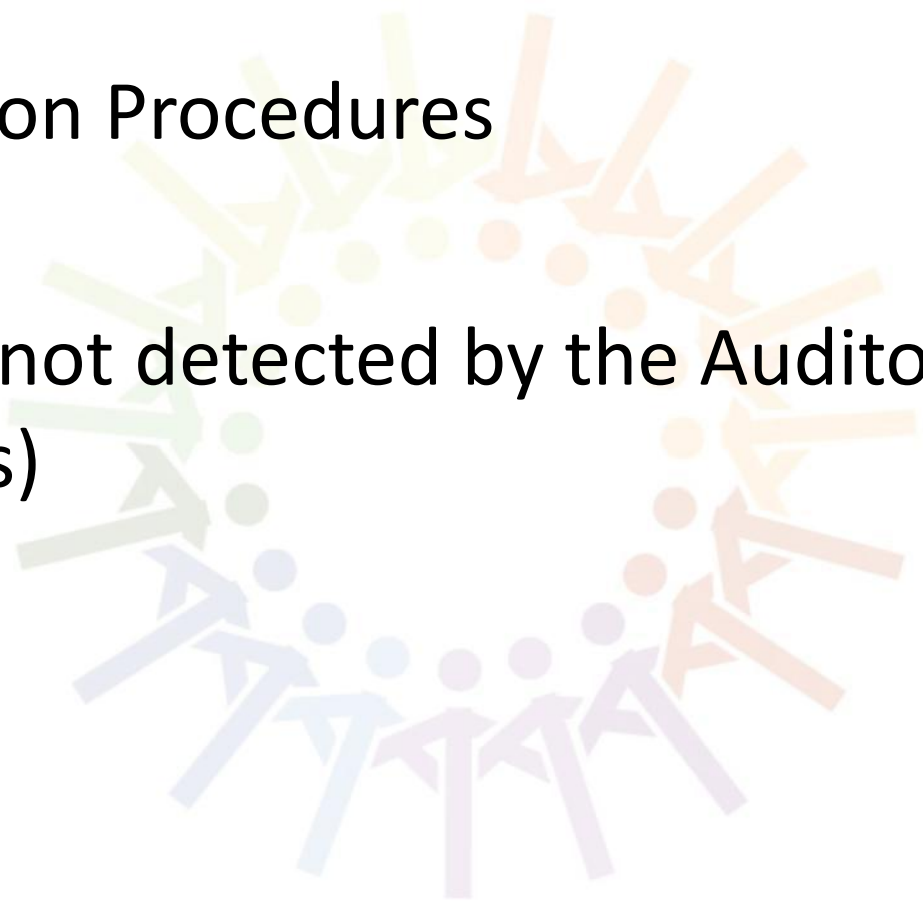 on Procedures
not detected by the Audito
s)